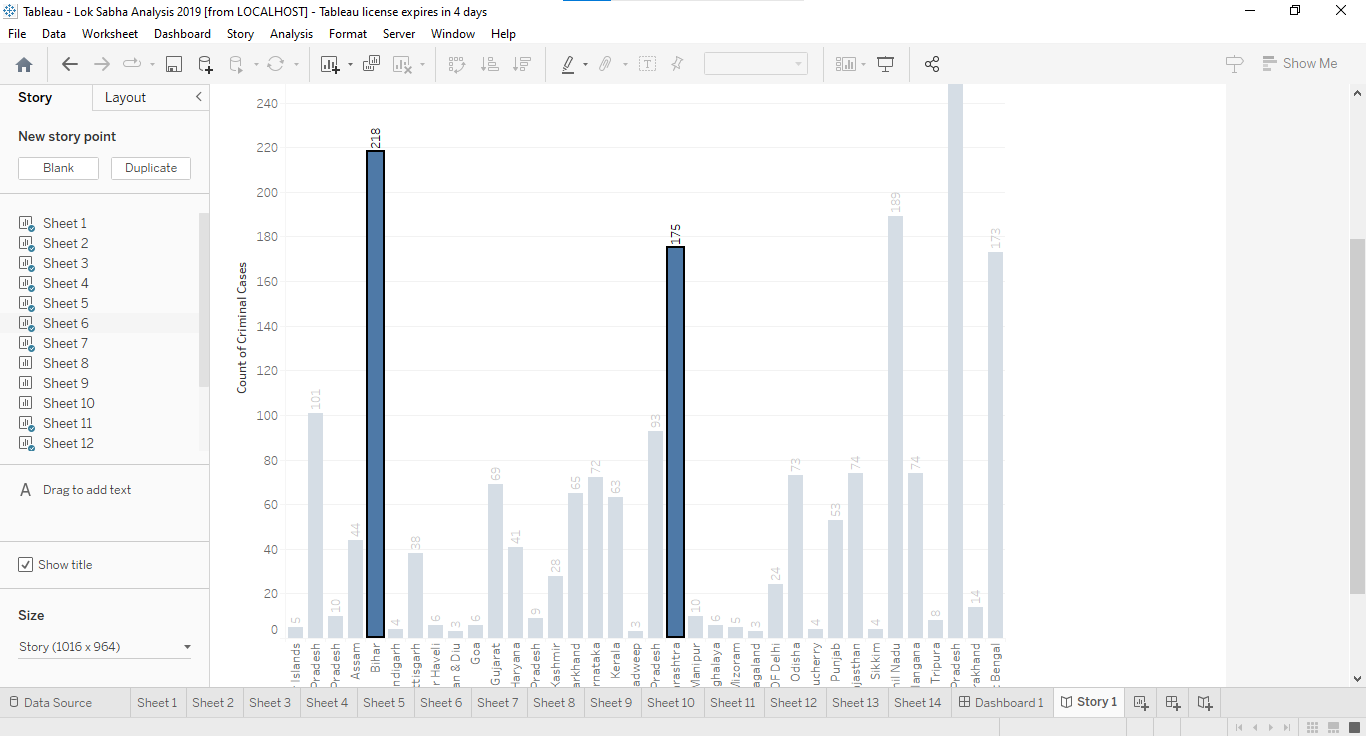 Tableau - Lok Sabha Analysis 2019 [from LOCALHOST] - Tableau license expires in 4 days
File Data Worksheet Dashboard Story Analysis Format Server Window Help
Show Me
Story Layout
New story point
Blank Duplicate
Sheet 1
Sheet 2
Sheet 3
Sheet 4
Sheet 5
Sheet 6
Sheet 7
Sheet 8
Sheet 9
Sheet 10
Sheet 11
Sheet 12
A Drag to add text
Show title
Size
Story (1016 x 964)
Count of Criminal Cases
240
220
200
180
160
140
120
100
80
60
40
20
0
5
101
10
44
218
4
38
6
3
6
69
41
9
28
65
72
63
3
93
175
10
6
5
3
24
73
4
53
74
4
189
74
8
14
173
Islands
Pradesh
Pradesh
Assam
Bihar
ndigarh
ttisgarh
r Haveli
an & Diu
Goa
Gujarat
Haryana
Pradesh
Kashmir
arkhand
rnataka
Kerala
adweep
Pradesh
arashtra
Manipur
ghalaya
Mizoram
agaland
OF Delhi
Odisha
ucherry
Punjab
ajasthan
Sikkim
nil Nadu
langana
Tripura
Pradesh
rakhand
t Bengal
Data Source Sheet 1 Sheet 2 Sheet 3 Sheet 4 Sheet 5 Sheet 6 Sheet 7 Sheet 8 Sheet 9 Sheet 10 Sheet 11 Sheet 12 Sheet 13 Sheet 14 Dashboard 1 Story 1